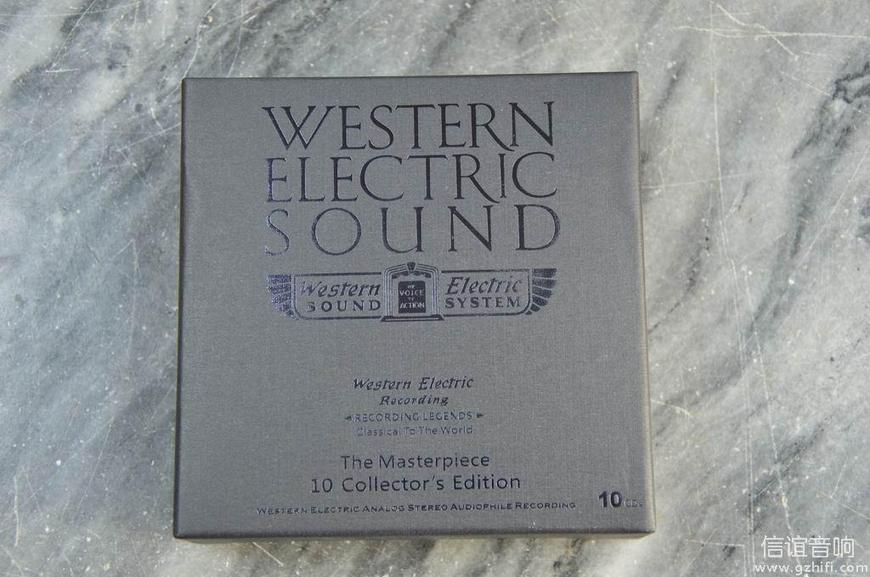 WESTERN
ELECTRIC
SOUND
Western Electric
SOUND SYSTEM
THE
VOICE
OF
ACTION
Western Electric
Recording
RECORDING LEGENDS
Classical To The World
The Masterpiece
10 Collector's Edition
WESTERN ELECTRIC ANALOG STEREO AUDIOPHILE RECORDING
10 CDs
信谊音响
www.gzhifi.com